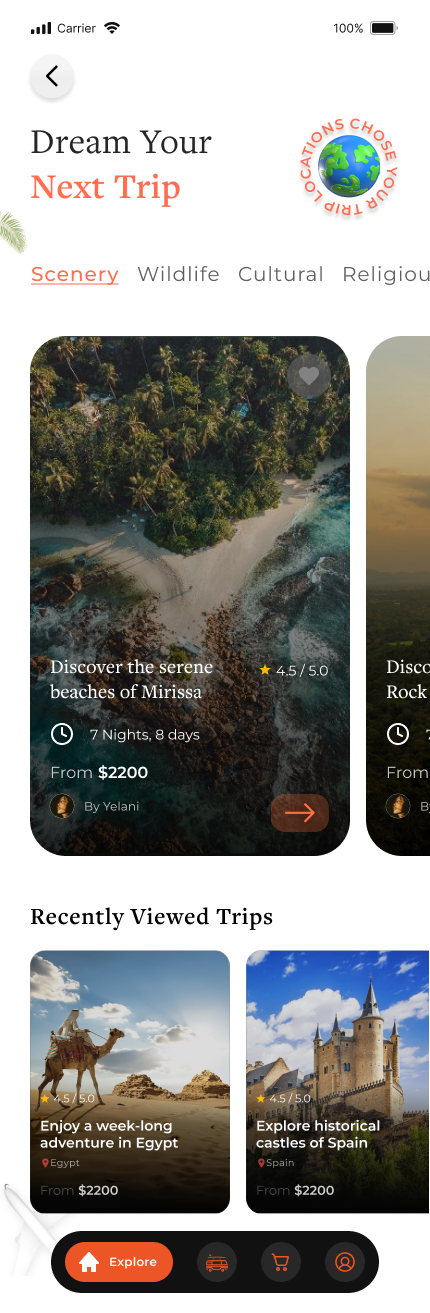 Carrier
100%
Dream Your
Next Trip
LOCATIONS CHOSE YOUR TRIP
Scenery Wildlife Cultural Religiou
Discover the serene
beaches of Mirissa
4.5 / 5.0
7 Nights, 8 days
From $2200
By Yelani
Disco
Rock
7
From
By
Recently Viewed Trips
4.5 / 5.0
Enjoy a week-long
adventure in Egypt
Egypt
From $2200
4.5 / 5.0
Explore historical
castles of Spain
Spain
From $2200
Explore